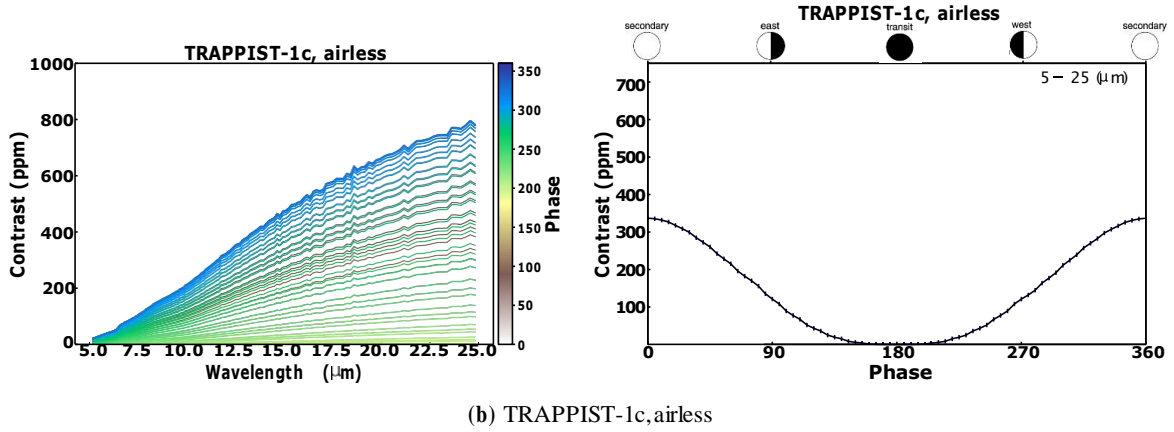 TRAPPIST-1c, airless
1000
800
600
400
200
0
Contrast (ppm)
5.0 7.5 10.0 12.5 15.0 17.5 20.0 22.5 25.0
Wavelength (μm)
350
300
250
200
150
100
50
0
Phase
TRAPPIST-1c, airless
secondary east transit west secondary
5 – 25 (μm)
700
600
500
400
300
200
100
Contrast (ppm)
0 90 180 270 360
Phase
(b) TRAPPIST-1c, airless